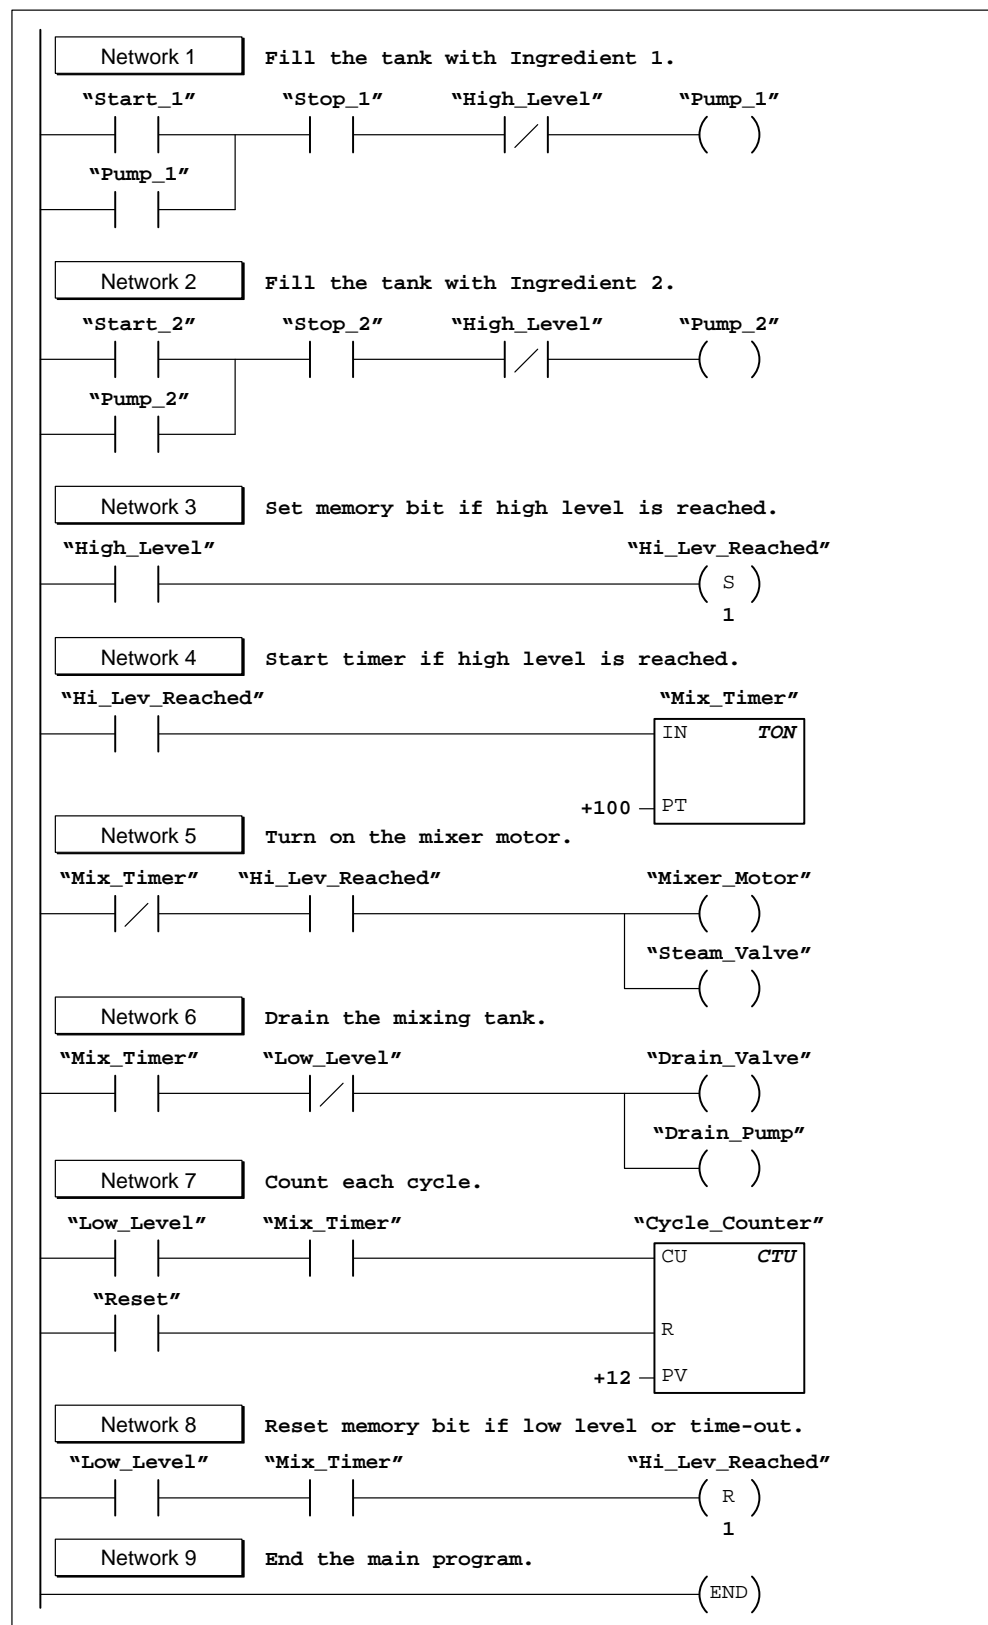 Network 1 Fill the tank with Ingredient 1.
“Start_1” “Stop_1” “High_Level” “Pump_1”
“Pump_1”
Network 2 Fill the tank with Ingredient 2.
“Start_2” “Stop_2” “High_Level” “Pump_2”
“Pump_2”
Network 3 Set memory bit if high level is reached.
“High_Level” “Hi_Lev_Reached”
S
1
Network 4 Start timer if high level is reached.
“Hi_Lev_Reached” “Mix_Timer”
IN TON
+100 PT
Network 5 Turn on the mixer motor.
“Mix_Timer” “Hi_Lev_Reached” “Mixer_Motor”
“Steam_Valve”
Network 6 Drain the mixing tank.
“Mix_Timer” “Low_Level” “Drain_Valve”
“Drain_Pump”
Network 7 Count each cycle.
“Low_Level” “Mix_Timer” “Cycle_Counter”
CU CTU
“Reset”
R
+12 PV
Network 8 Reset memory bit if low level or time-out.
“Low_Level” “Mix_Timer” “Hi_Lev_Reached”
R
1
Network 9 End the main program.
END